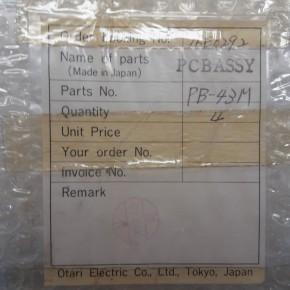 Order Booking No.
Name of parts PCBASSY
(Made in Japan)
Parts No. PB-43M
Quantity 4
Unit Price
Your order No.
Invoice No.
Remark
Otari Electric Co., Ltd., Tokyo, Japan